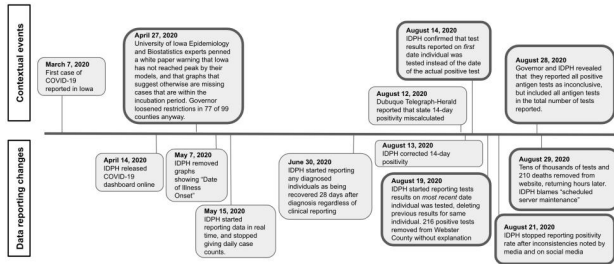 Contextual events
March 7, 2020
First case of
COVID-19
reported in Iowa
April 27, 2020
University of Iowa Epidemiology
and Biostatistics experts penned
a white paper warning that Iowa
has not reached peak by their
models, and that graphs that
suggest otherwise are missing
cases that are within the
incubation period. Governor
loosened restrictions in 77 of 99
counties anyway.
August 14, 2020
IDPH confirmed that test
results reported on first
date individual was
tested instead of the date
of the actual positive test
August 12, 2020
Dubuque Telegraph-Herald
reported that state 14-day
positivity miscalculated
August 28, 2020
Governor and IDPH revealed that
they reported all positive
antigen tests as inconclusive,
but included all antigen tests
in the total number of tests
reported.
Data reporting changes
April 14, 2020
IDPH released
COVID-19
dashboard online
May 7, 2020
IDPH removed
graphs
showing "Date
of Illness
Onset"
May 15, 2020
IDPH started
reporting data in real
time, and stopped
giving daily case
counts.
June 30, 2020
IDPH started reporting
any diagnosed
individuals as being
recovered 28 days after
diagnosis regardless of
clinical reporting
August 13, 2020
IDPH corrected 14-day
positivity
August 19, 2020
IDPH started reporting tests
results on most recent date
individual was tested, deleting
previous results for same
individual. 216 positive tests
removed from Webster
County without explanation
August 29, 2020
Tens of thousands of tests and
210 deaths removed from
website, returning hours later.
IDPH blames "scheduled
server maintenance"
August 21, 2020
IDPH stopped reporting positivity
rate after inconsistencies noted by
media and on social media